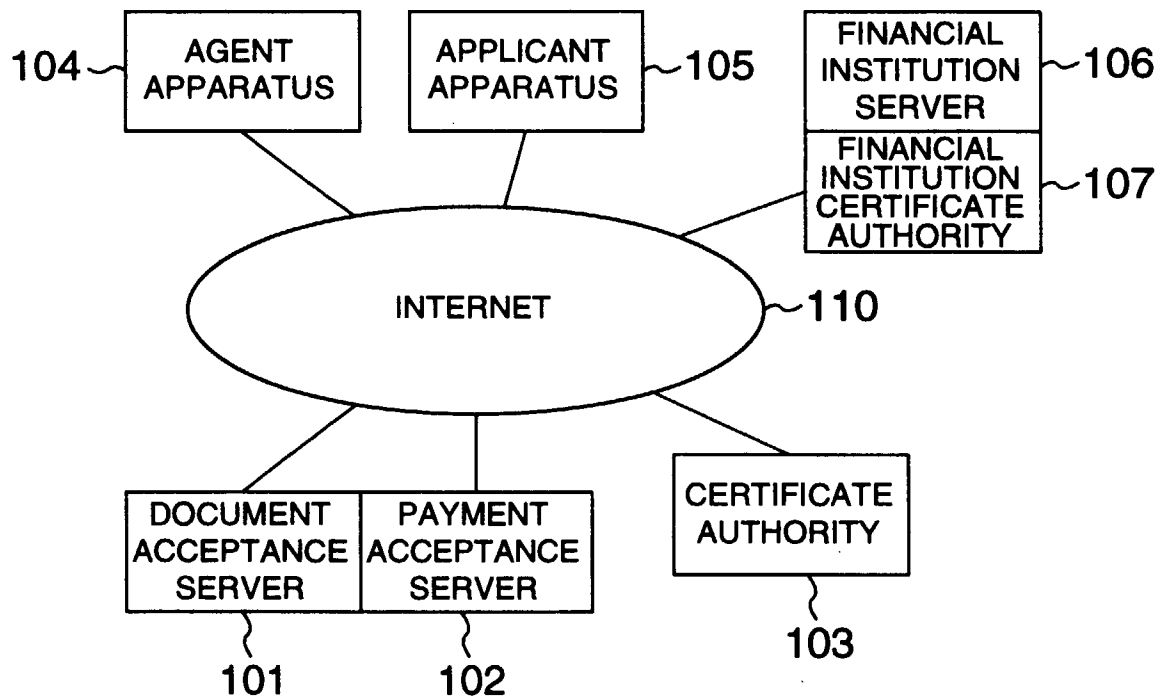 104
AGENT
APPARATUS
APPLICANT
APPARATUS
105
FINANCIAL
INSTITUTION
SERVER
106
FINANCIAL
INSTITUTION
CERTIFICATE
AUTHORITY
107
INTERNET
110
DOCUMENT
ACCEPTANCE
SERVER
PAYMENT
ACCEPTANCE
SERVER
CERTIFICATE
AUTHORITY
101
102
103